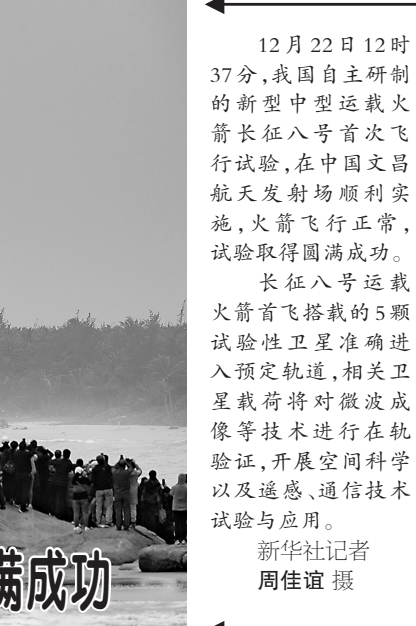 12月22日12时
37分,我国自主研制
的新型中型运载火
箭长征八号首次飞
行试验,在中国文昌
航天发射场顺利实
施,火箭飞行正常,
试验取得圆满成功。
长征八号运载
火箭首飞搭载的5颗
试验性卫星准确进
入预定轨道,相关卫
星载荷将对微波成
像等技术进行在轨
验证,开展空间科学
以及遥感、通信技术
试验与应用。
新华社记者
周佳谊 摄
满成功